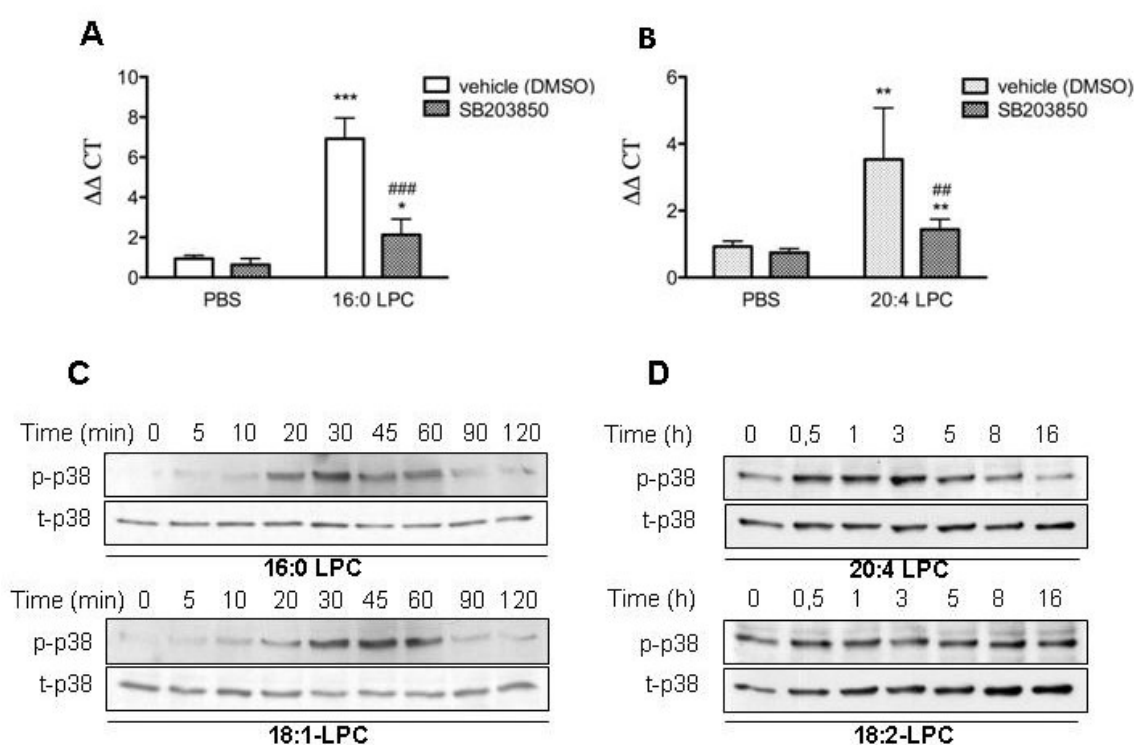 A
10
8
6
4
2
0
ΔΔ CT
***
###
*
PBS
16:0 LPC
vehicle (DMSO)
SB203850
B
6
4
2
0
ΔΔ CT
**
##
**
PBS
20:4 LPC
vehicle (DMSO)
SB203850
C
Time (min) 0 5 10 20 30 45 60 90 120
p-p38
t-p38
16:0 LPC
Time (min) 0 5 10 20 30 45 60 90 120
p-p38
t-p38
18:1-LPC
D
Time (h) 0 0,5 1 3 5 8 16
p-p38
t-p38
20:4 LPC
Time (h) 0 0,5 1 3 5 8 16
p-p38
t-p38
18:2-LPC